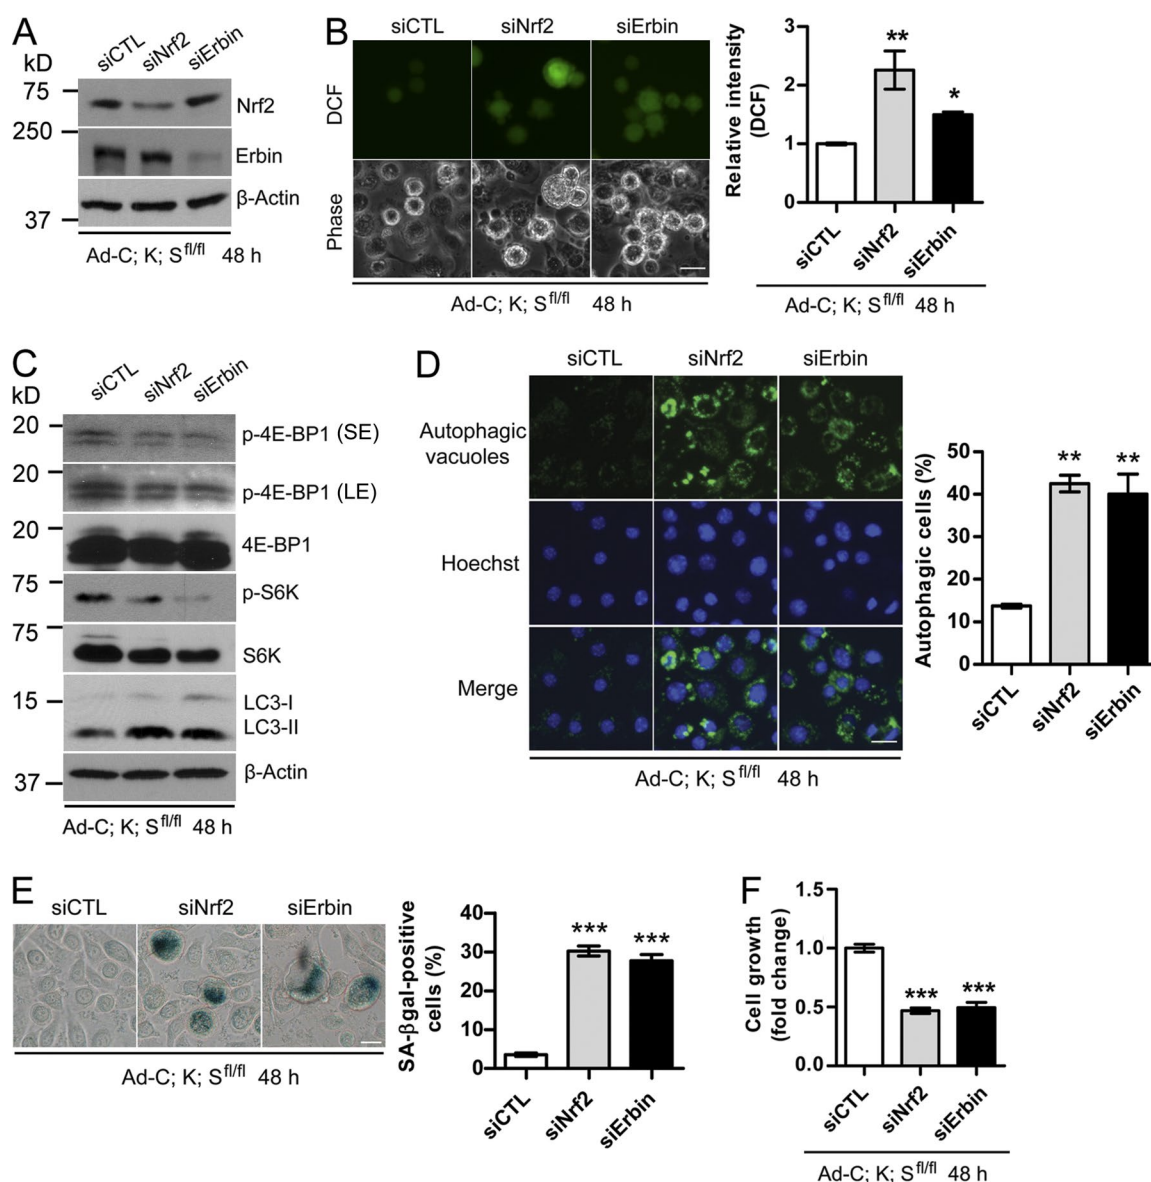 A
kD
siCTL siNrf2 siErbin
75
Nrf2
250
Erbin
β-Actin
37
Ad-C; K; S^fl/fl 48 h
B
siCTL siNrf2 siErbin
DCF
Phase
Ad-C; K; S^fl/fl 48 h
Relative intensity
(DCF)
3
2
1
0
**
*
siCTL
siNrf2
siErbin
Ad-C; K; S^fl/fl 48 h
C
kD
siCTL siNrf2 siErbin
20
p-4E-BP1 (SE)
20
p-4E-BP1 (LE)
20
4E-BP1
75
p-S6K
75
S6K
15
LC3-I
LC3-II
β-Actin
37
Ad-C; K; S^fl/fl 48 h
D
siCTL siNrf2 siErbin
Autophagic
vacuoles
Hoechst
Merge
Ad-C; K; S^fl/fl 48 h
Autophagic cells (%)
50
40
30
20
10
0
** **
siCTL
siNrf2
siErbin
E
siCTL siNrf2 siErbin
Ad-C; K; S^fl/fl 48 h
SA-βgal-positive
cells (%)
40
30
20
10
0
*** ***
siCTL
siNrf2
siErbin
F
Cell growth
(fold change)
1.5
1.0
0.5
0.0
*** ***
siCTL
siNrf2
siErbin
Ad-C; K; S^fl/fl 48 h